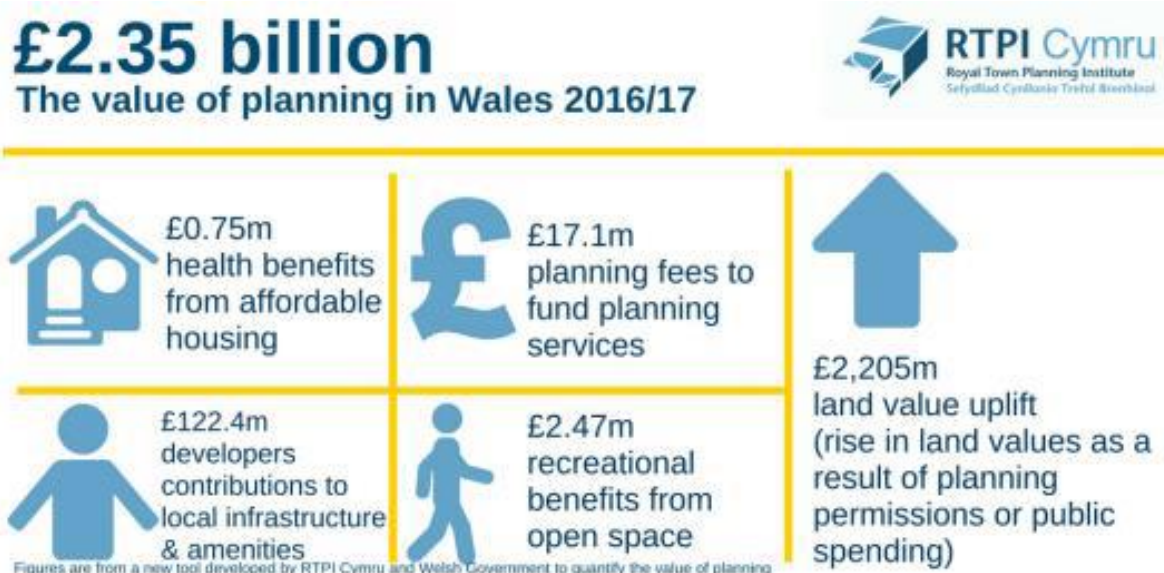 £2.35 billion
The value of planning in Wales 2016/17
RTPI Cymru
Royal Town Planning Institute
Sefydliad Cynllunio Trefol Brenhinol
£0.75m
health benefits
from affordable
housing
£17.1m
planning fees to
fund planning
services
£122.4m
developers
contributions to
local infrastructure
& amenities
£2.47m
recreational
benefits from
open space
£2,205m
land value uplift
(rise in land values as a
result of planning
permissions or public
spending)
Figures are from a new tool developed by RTPI Cymru and Welsh Government to quantify the value of planning